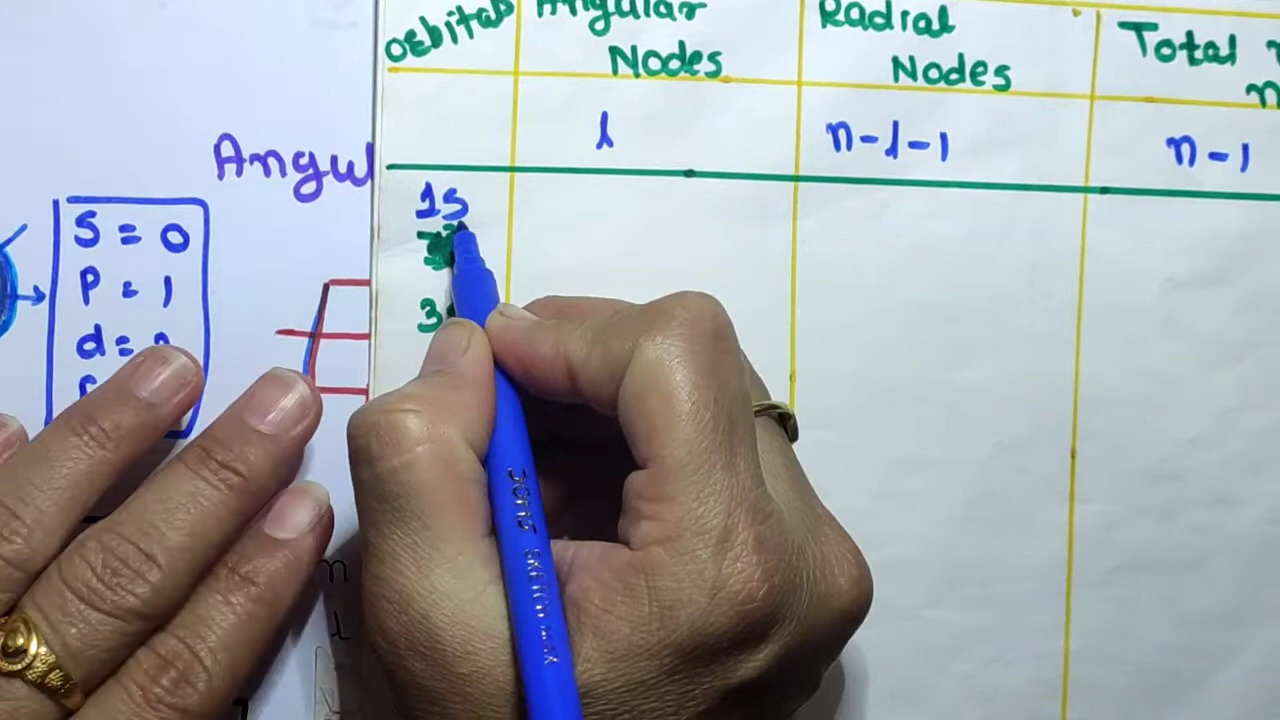 Orbitals
Angular
Nodes
Radial
Nodes
Total
l
n-l-1
n-1
Angul
1s
3
S = 0
P = 1
d =
n
l